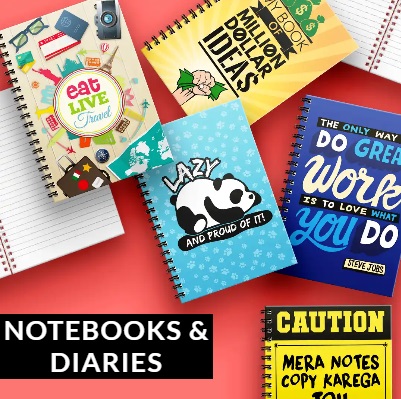 eat
LIVE
Travel
MY BOOK
OF
MILLION
DOLLAR
IDEAS
LAZY
AND PROUD OF IT!
THE ONLY WAY
DO GREA
Work
IS TO LOVE WHAT
YOU DO
STEVE JOBS
NOTEBOOKS &
DIARIES
CAUTION
MERA NOTES
COPY KAREGA